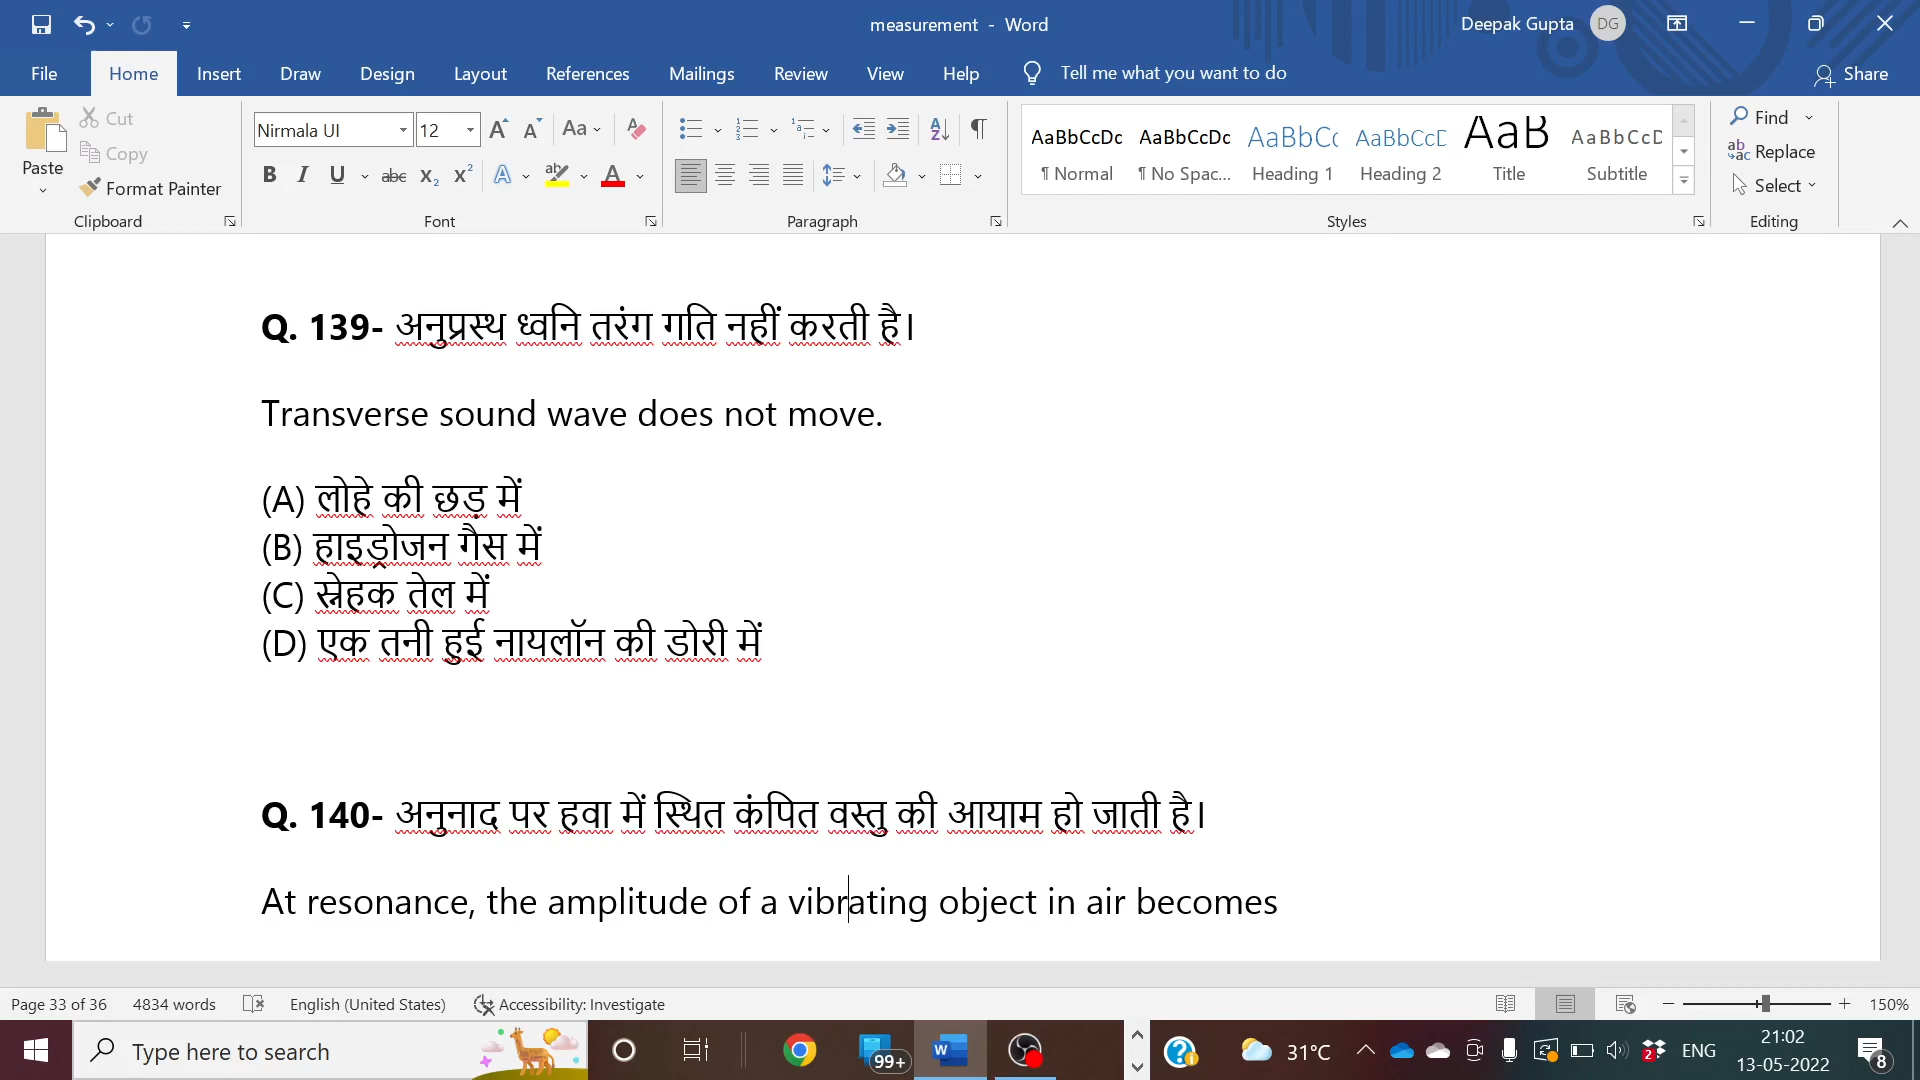 measurement - Word
Deepak Gupta DG
File Home Insert Draw Design Layout References Mailings Review View Help Tell me what you want to do Share
Paste Cut Copy Format Painter Clipboard
Nirmala UI 12 Aa
B I U abc X₂ X² A ab A Font
Paragraph
AaBbCcDc AaBbCcDc AaBbCc AaBbCcD AaB AaBbCcD
¶ Normal ¶ No Spac... Heading 1 Heading 2 Title Subtitle
Styles
Find
Replace
Select
Editing
Q. 139- अनुप्रस्थ ध्वनि तरंग गति नहीं करती है।
Transverse sound wave does not move.
(A) लोहे की छड़ में
(B) हाइड्रोजन गैस में
(C) स्नेहक तेल में
(D) एक तनी हुई नायलॉन की डोरी में
Q. 140- अनुनाद पर हवा में स्थित कंपित वस्तु की आयाम हो जाती है।
At resonance, the amplitude of a vibrating object in air becomes
Page 33 of 36 4834 words English (United States) Accessibility: Investigate 150%
Type here to search 99+ 31°C 2 ENG 21:02 8
13-05-2022